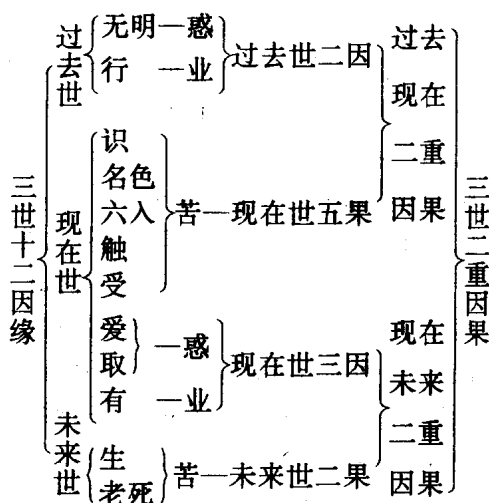 三世十二因缘
过去世
无明—惑
行 —业
过去世二因
现在世
识
名色
六入
触
受
苦—现在世五果
爱
取
—惑
有 —业
现在世三因
未来世
生
老死
苦—未来世二果
过去
现在
二重
因果
现在
未来
二重
因果
三世二重因果